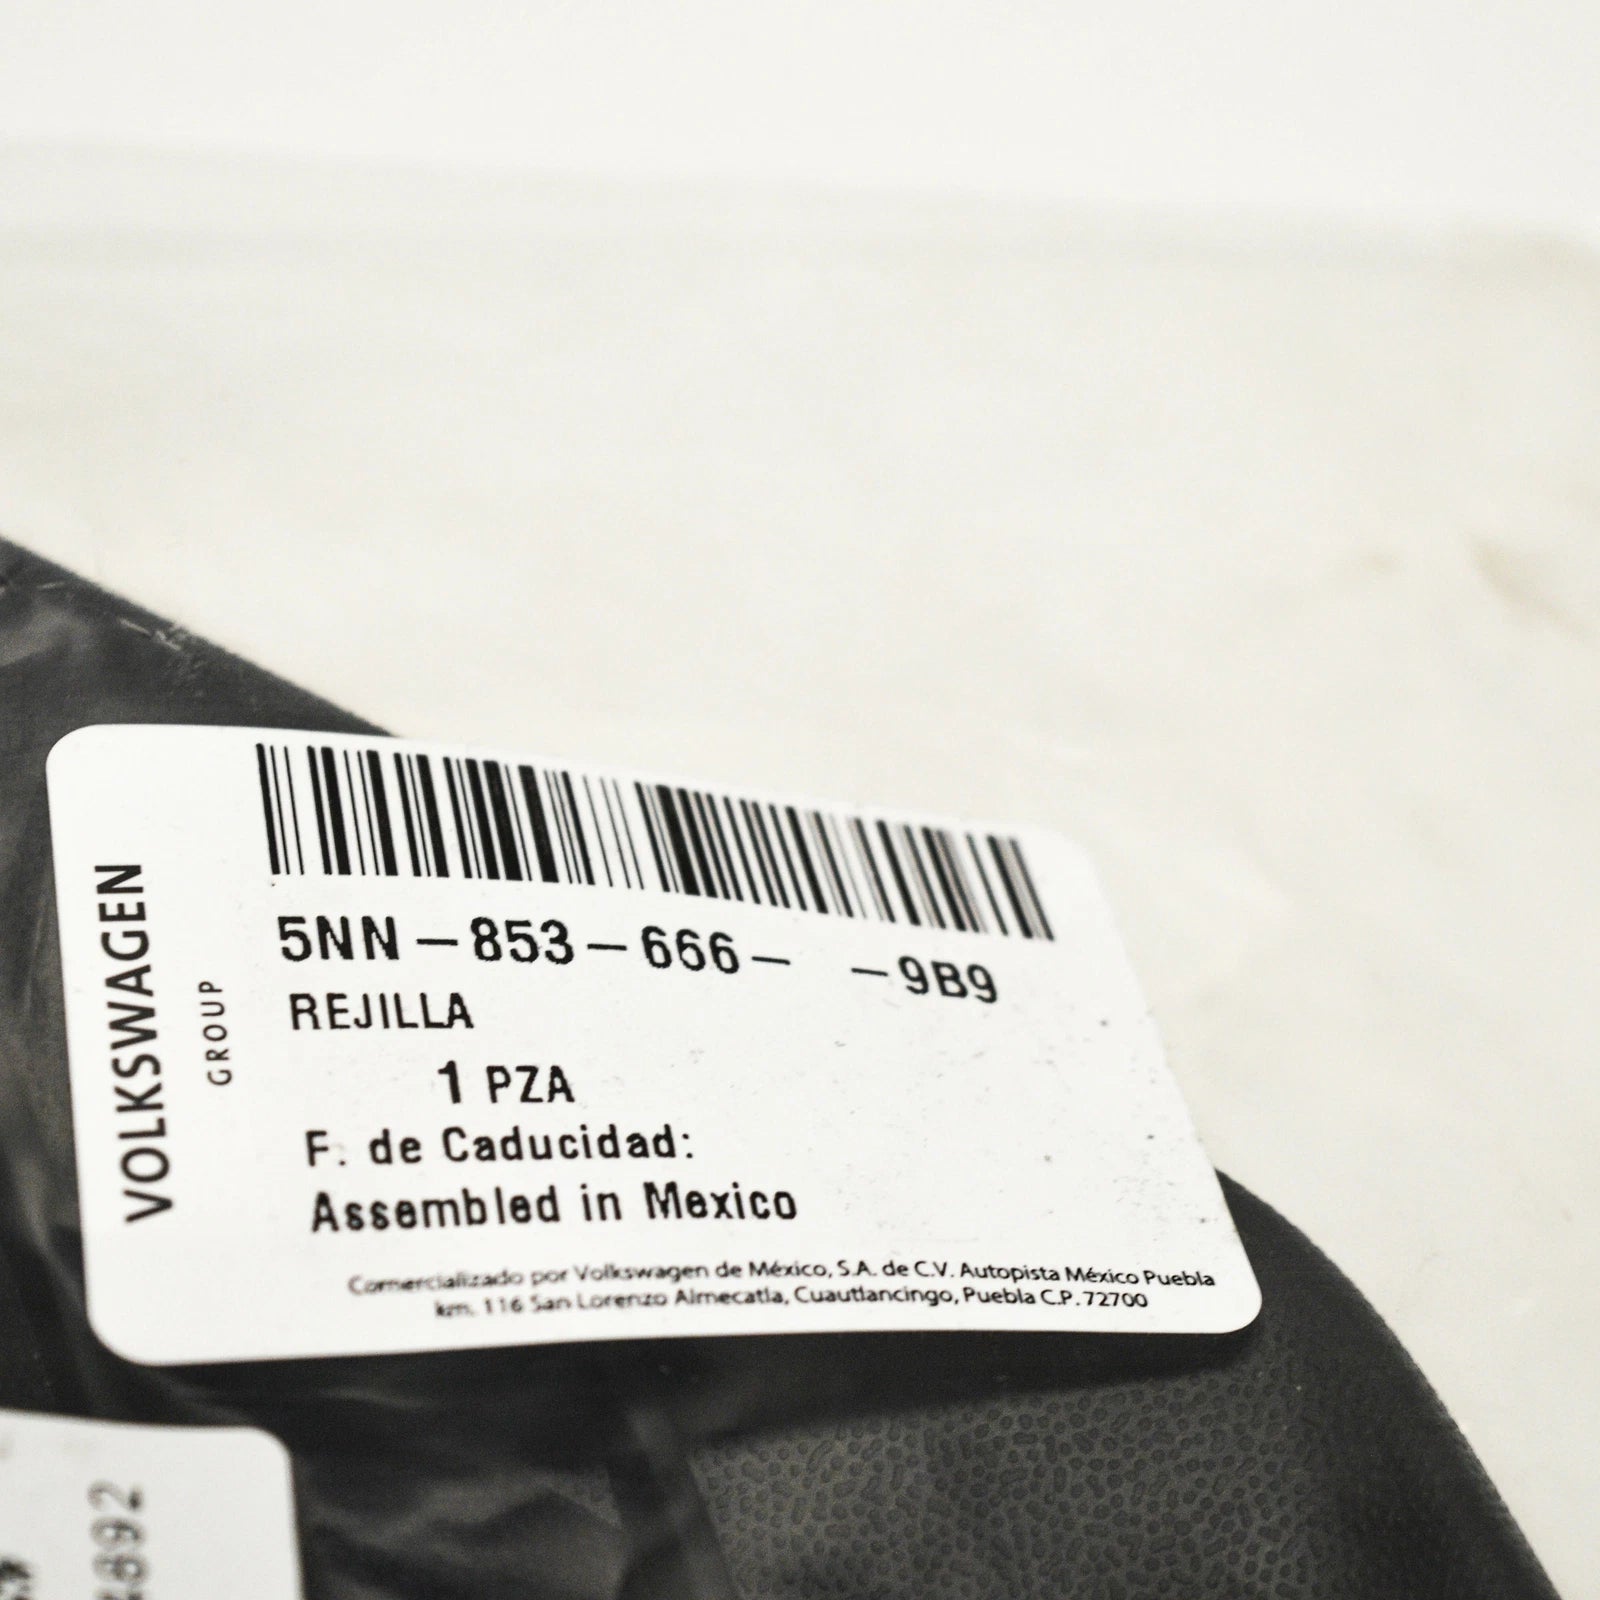 VOLKSWAGEN
GROUP
5NN-853-666- -9B9
REJILLA
1 PZA
F. de Caducidad:
Assembled in Mexico
Comercializado por Volkswagen de México, S.A. de C.V. Autopista México Puebla
km. 116 San Lorenzo Almecatla, Cuautlancingo, Puebla C.P. 72700